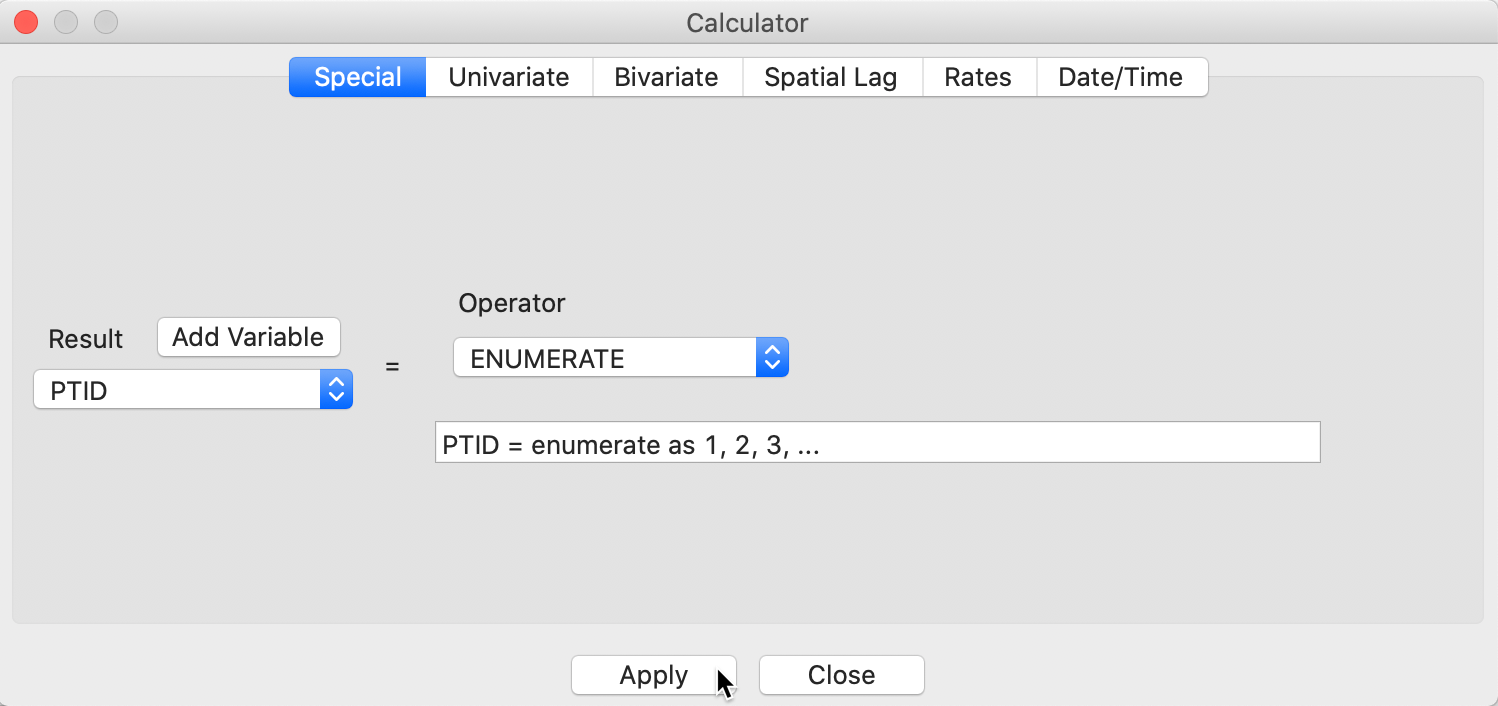 Calculator
Special Univariate Bivariate Spatial Lag Rates Date/Time
Operator
Result Add Variable
=
ENUMERATE
PTID
PTID = enumerate as 1, 2, 3, ...
Apply Close